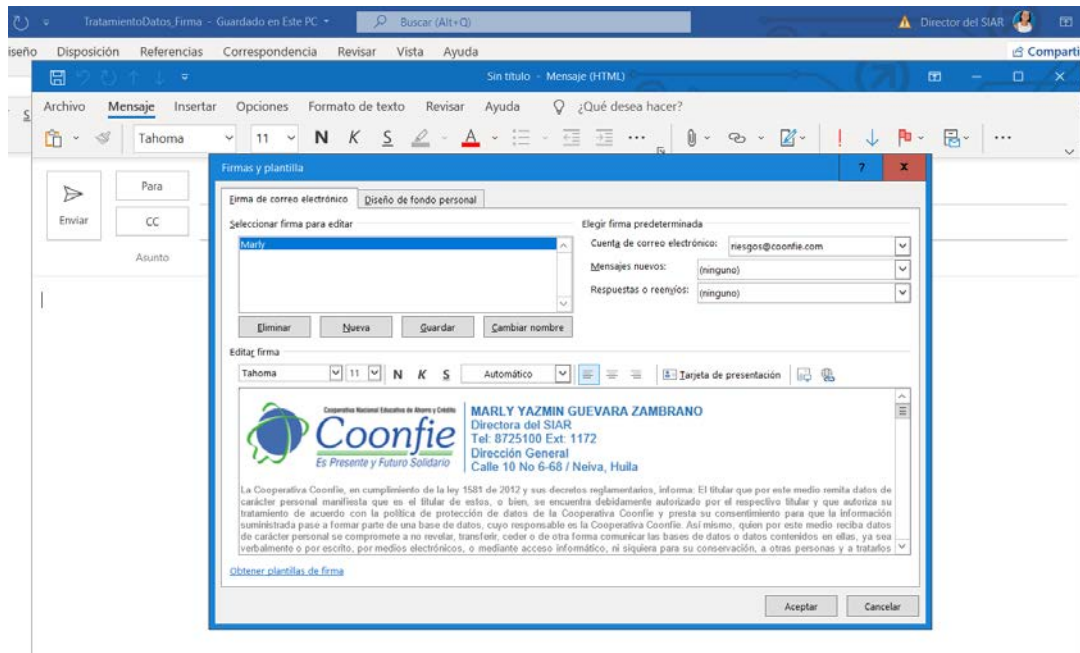 TratamientoDatos_Firma - Guardado en Este PC
Buscar (Alt+Q)
Director del SIAR
iseño Disposición Referencias Correspondencia Revisar Vista Ayuda
Comparti
Sin título - Mensaje (HTML)
Archivo Mensaje Insertar Opciones Formato de texto Revisar Ayuda ¿Qué desea hacer?
Tahoma 11 N K S A
Enviar
Para
CC
Asunto
Firmas y plantilla
? x
Firma de correo electrónico Diseño de fondo personal
Seleccionar firma para editar
Marly
Eliminar Nueva Guardar Cambiar nombre
Elegir firma predeterminada
Cuenta de correo electrónico: riesgos@coonfie.com
Mensajes nuevos: (ninguno)
Respuestas o reenvíos: (ninguno)
Editar firma
Tahoma 11 N K S Automático Tarjeta de presentación
Cooperativa Nacional Educativa de Ahorro y Crédito
Coonfie
Es Presente y Futuro Solidario
MARLY YAZMIN GUEVARA ZAMBRANO
Directora del SIAR
Tel: 8725100 Ext: 1172
Dirección General
Calle 10 No 6-68 / Neiva, Huila
La Cooperativa Coonfie, en cumplimiento de la ley 1581 de 2012 y sus decretos reglamentarios, informa: El titular que por este medio remita datos de
carácter personal manifiesta que es el titular de estos, o bien, se encuentra debidamente autorizado por el respectivo titular y que autoriza su
tratamiento de acuerdo con la política de protección de datos de la Cooperativa Coonfie y presta su consentimiento para que la información
suministrada pase a formar parte de una base de datos, cuyo responsable es la Cooperativa Coonfie. Así mismo, quien por este medio reciba datos
de carácter personal se compromete a no revelar, transferir, ceder o de otra forma comunicar las bases de datos o datos contenidos en ellas, ya sea
verbalmente o por escrito, por medios electrónicos, o mediante acceso informático, ni siquiera para su conservación, a otras personas y a tratarlos
Obtener plantillas de firma
Aceptar Cancelar